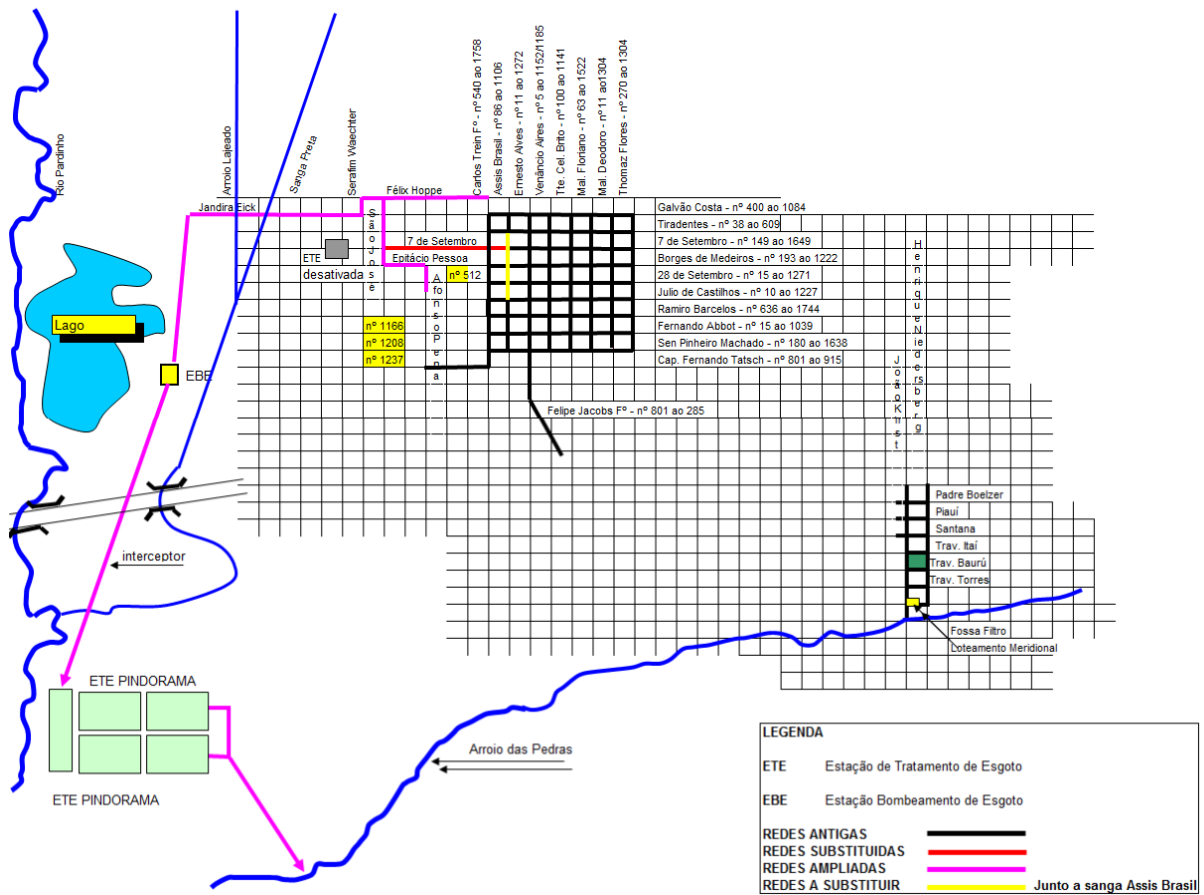 Rio Pardinho
Arroio Lajeado
Sanga Preta
Serafim Waechter
Carlos Trein Fº - nº 540 ao 1758
Assis Brasil - nº 86 ao 1106
Ernesto Alves - nº 11 ao 1272
Venâncio Aires - nº 5 ao 1152/1185
Tte. Cel. Brito - nº 100 ao 1141
Mal. Floriano - nº 63 ao 1522
Mal. Deodoro - nº 11 ao1304
Thomaz Flores - nº 270 ao 1304
Félix Hoppe
Jandira Eick
São José
7 de Setembro
Epitácio Pessoa
ETE
desativada
nº 512
Afonso Pena
nº 1166
nº 1208
nº 1237
Galvão Costa - nº 400 ao 1084
Tiradentes - nº 38 ao 609
7 de Setembro - nº 149 ao 1649
Borges de Medeiros - nº 193 ao 1222
28 de Setembro - nº 15 ao 1271
Julio de Castilhos - nº 10 ao 1227
Ramiro Barcelos - nº 636 ao 1744
Fernando Abbot - nº 15 ao 1039
Sen Pinheiro Machado - nº 180 ao 1638
Cap. Fernando Tatsch - nº 801 ao 915
Henrique Niedersberg
João Klist
Lago
EBE
Felipe Jacobs Fº - nº 801 ao 285
Padre Boelzer
Piauí
Santana
Trav. Itaí
Trav. Baurú
Trav. Torres
Fossa Filtro
Loteamento Meridional
interceptor
ETE PINDORAMA
ETE PINDORAMA
Arroio das Pedras
LEGENDA
ETE Estação de Tratamento de Esgoto
EBE Estação Bombeamento de Esgoto
REDES ANTIGAS
REDES SUBSTITUIDAS
REDES AMPLIADAS
REDES A SUBSTITUIR Junto a sanga Assis Brasil